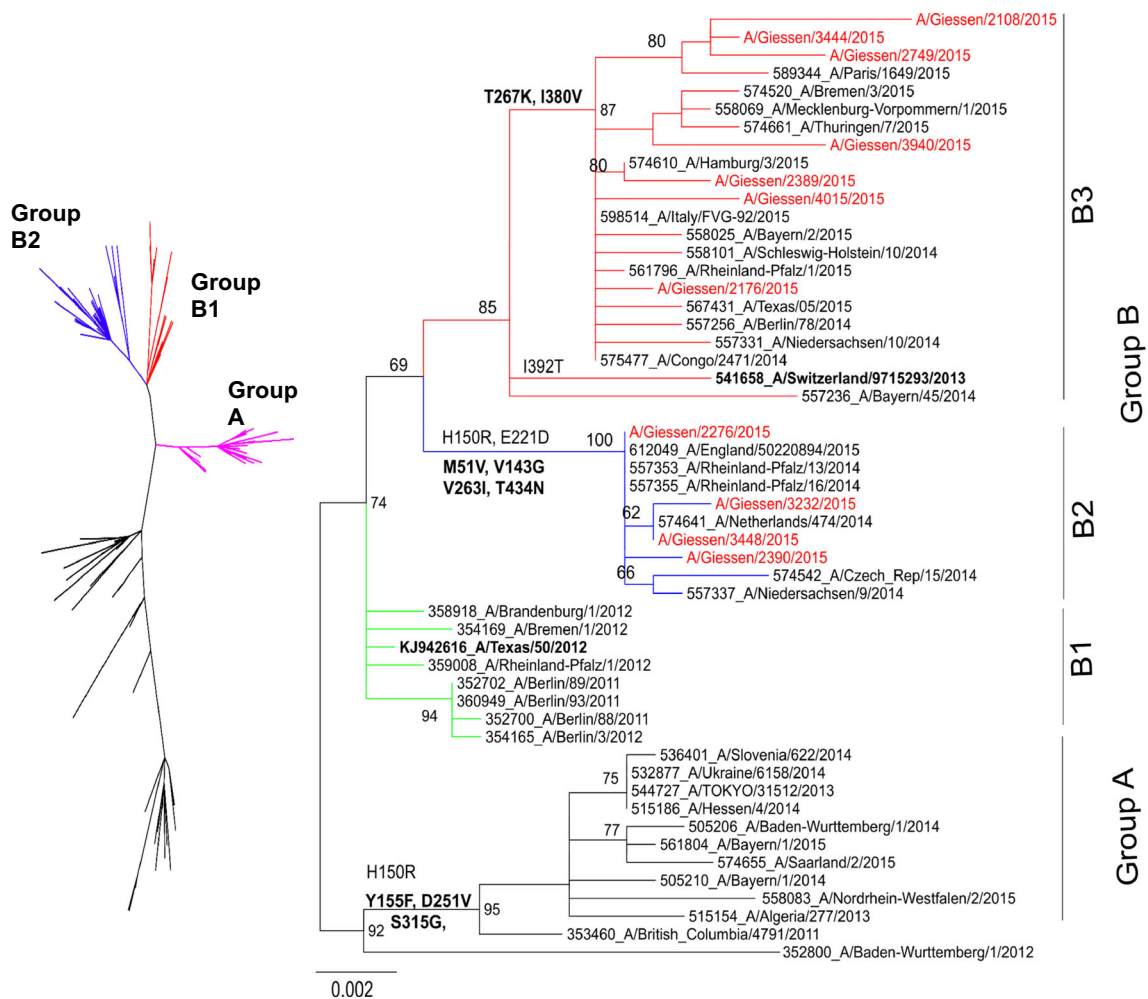 Group
B2
Group
B1
Group
A
A/Giessen/2108/2015
A/Giessen/3444/2015
80
A/Giessen/2749/2015
589344_A/Paris/1649/2015
574520_A/Bremen/3/2015
T267K, I380V
87
558069_A/Mecklenburg-Vorpommern/1/2015
574661_A/Thuringen/7/2015
A/Giessen/3940/2015
574610_A/Hamburg/3/2015
80
A/Giessen/2389/2015
A/Giessen/4015/2015
598514_A/Italy/FVG-92/2015
558025_A/Bayern/2/2015
558101_A/Schleswig-Holstein/10/2014
561796_A/Rheinland-Pfalz/1/2015
A/Giessen/2176/2015
567431_A/Texas/05/2015
85
557256_A/Berlin/78/2014
557331_A/Niedersachsen/10/2014
575477_A/Congo/2471/2014
I392T
541658_A/Switzerland/9715293/2013
557236_A/Bayern/45/2014
B3
Group B
69
A/Giessen/2276/2015
H150R, E221D
100
612049_A/England/50220894/2015
M51V, V143G
557353_A/Rheinland-Pfalz/13/2014
V263I, T434N
557355_A/Rheinland-Pfalz/16/2014
A/Giessen/3232/2015
62
574641_A/Netherlands/474/2014
A/Giessen/3448/2015
A/Giessen/2390/2015
66
574542_A/Czech_Rep/15/2014
557337_A/Niedersachsen/9/2014
B2
74
358918_A/Brandenburg/1/2012
354169_A/Bremen/1/2012
KJ942616_A/Texas/50/2012
359008_A/Rheinland-Pfalz/1/2012
352702_A/Berlin/89/2011
360949_A/Berlin/93/2011
94
352700_A/Berlin/88/2011
354165_A/Berlin/3/2012
B1
536401_A/Slovenia/622/2014
75
532877_A/Ukraine/6158/2014
544727_A/TOKYO/31512/2013
515186_A/Hessen/4/2014
77
505206_A/Baden-Wurttemberg/1/2014
561804_A/Bayern/1/2015
574655_A/Saarland/2/2015
H150R
505210_A/Bayern/1/2014
Y155F, D251V
558083_A/Nordrhein-Westfalen/2/2015
S315G,
95
515154_A/Algeria/277/2013
92
353460_A/British_Columbia/4791/2011
352800_A/Baden-Wurttemberg/1/2012
Group A
0.002